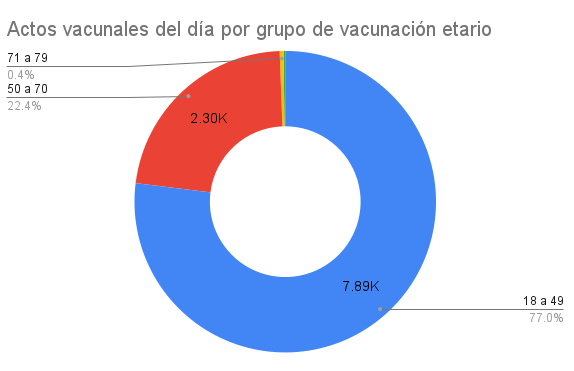 Actos vacunales del día por grupo de vacunación etario
71 a 79
0.4%
50 a 70
22.4%
2.30K
7.89K
18 a 49
77.0%